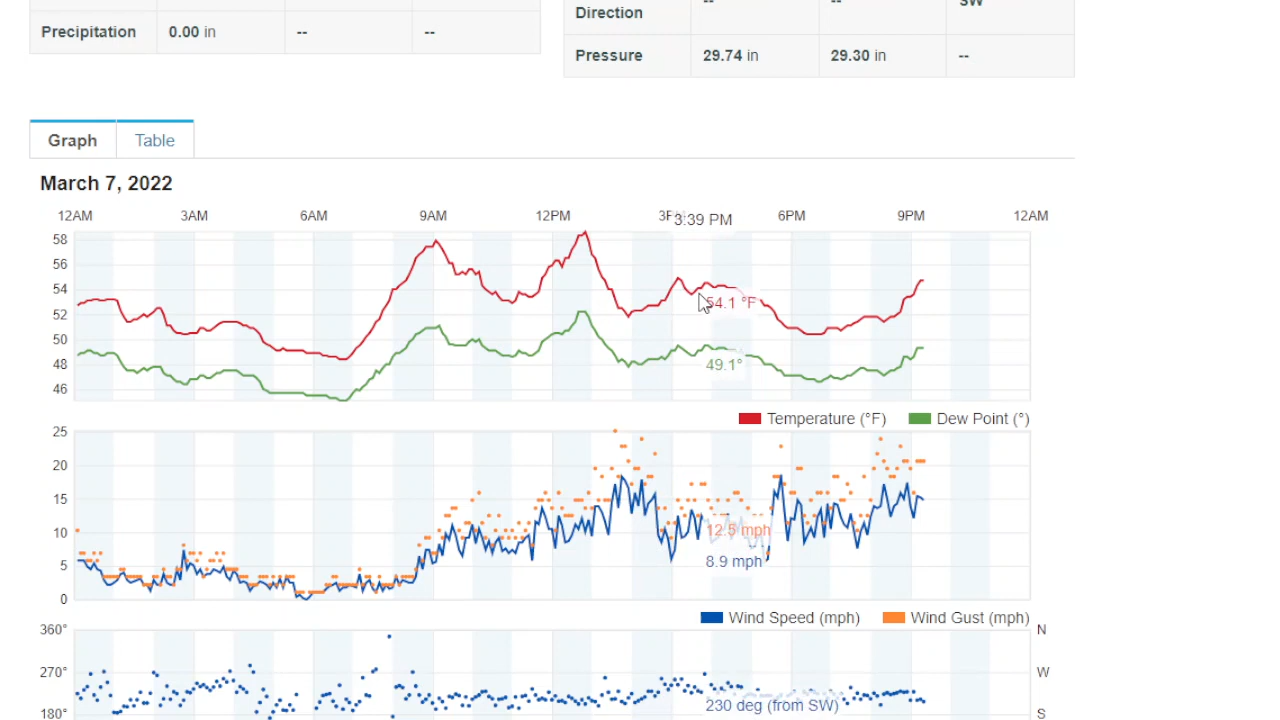 Precipitation 0.00 in -- --
Direction -- -- SW
Pressure 29.74 in 29.30 in --
Graph Table
March 7, 2022
12AM 3AM 6AM 9AM 12PM 3:39 PM 6PM 9PM 12AM
58
56
54
54.1 °F
52
50
48
49.1°
46
Temperature (°F) Dew Point (°)
25
20
15
10
12.5 mph
8.9 mph
5
0
Wind Speed (mph) Wind Gust (mph)
360° N
270° W
230 deg (from SW)
180° S